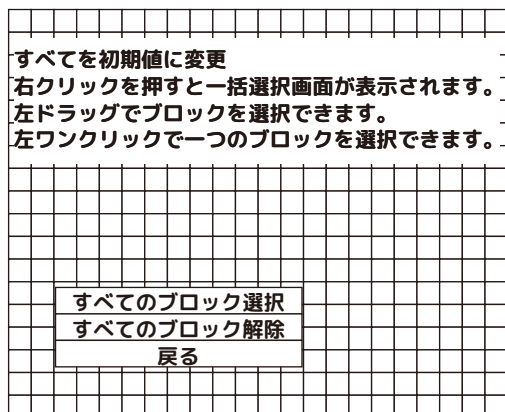 すべてを初期値に変更
右クリックを押すと一括選択画面が表示されます。
左ドラッグでブロックを選択できます。
左ワンクリックで一つのブロックを選択できます。
すべてのブロック選択
すべてのブロック解除
戻る